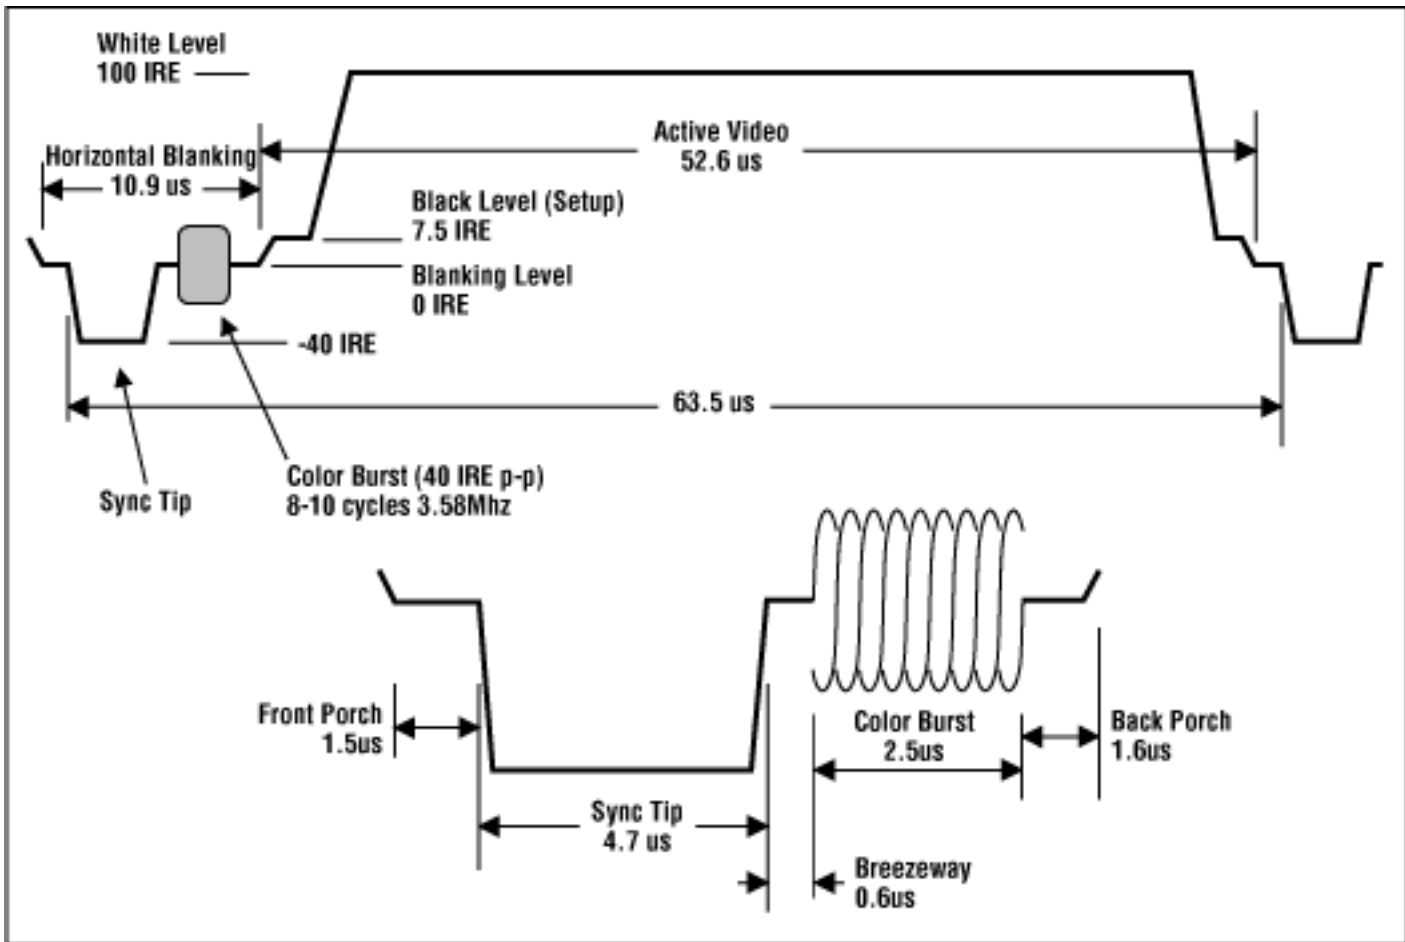 White Level
100 IRE
Active Video
52.6 us
Horizontal Blanking
10.9 us
Black Level (Setup)
7.5 IRE
Blanking Level
0 IRE
-40 IRE
63.5 us
Color Burst (40 IRE p-p)
8-10 cycles 3.58Mhz
Sync Tip
Front Porch
1.5us
Color Burst
2.5us
Back Porch
1.6us
Sync Tip
4.7 us
Breezeway
0.6us